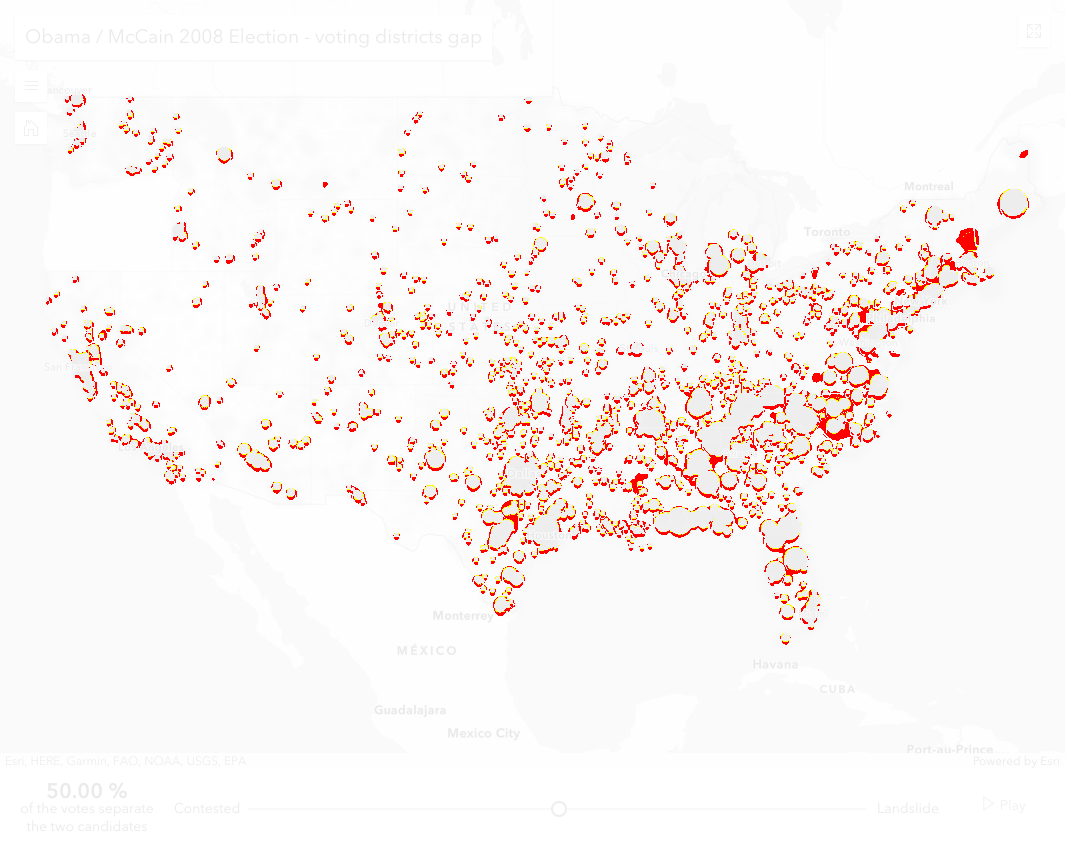 Obama / McCain 2008 Election - voting districts gap
Montreal
Toronto
UNITED
Monterrey
MÉXICO
Havana
CUBA
Guadalajara
Mexico City
Port-au-Prince
Esri, HERE, Garmin, FAO, NOAA, USGS, EPA
Powered by Esri
50.00 %
of the votes separate
the two candidates
Contested
Landslide
Play